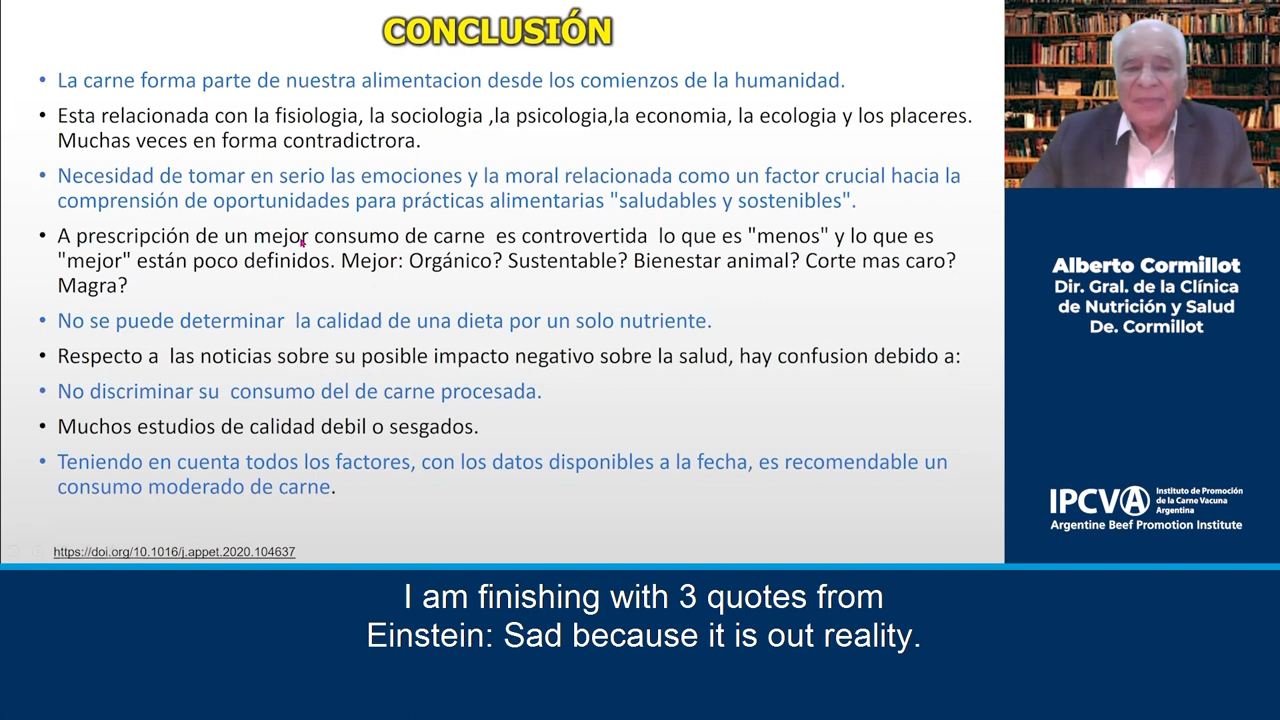 CONCLUSIÓN
• La carne forma parte de nuestra alimentacion desde los comienzos de la humanidad.
• Esta relacionada con la fisiologia, la sociologia ,la psicologia,la economia, la ecologia y los placeres.
Muchas veces en forma contradictrora.
• Necesidad de tomar en serio las emociones y la moral relacionada como un factor crucial hacia la
comprensión de oportunidades para prácticas alimentarias "saludables y sostenibles".
• A prescripción de un mejor consumo de carne es controvertida lo que es "menos" y lo que es
"mejor" están poco definidos. Mejor: Orgánico? Sustentable? Bienestar animal? Corte mas caro?
Magra?
• No se puede determinar la calidad de una dieta por un solo nutriente.
• Respecto a las noticias sobre su posible impacto negativo sobre la salud, hay confusion debido a:
• No discriminar su consumo del de carne procesada.
• Muchos estudios de calidad debil o sesgados.
• Teniendo en cuenta todos los factores, con los datos disponibles a la fecha, es recomendable un
consumo moderado de carne.
https://doi.org/10.1016/j.appet.2020.104637
Alberto Cormillot
Dir. Gral. de la Clínica
de Nutrición y Salud
De. Cormillot
IPCVA
Instituto de Promoción
de la Carne Vacuna
Argentina
Argentine Beef Promotion Institute
I am finishing with 3 quotes from
Einstein: Sad because it is out reality.